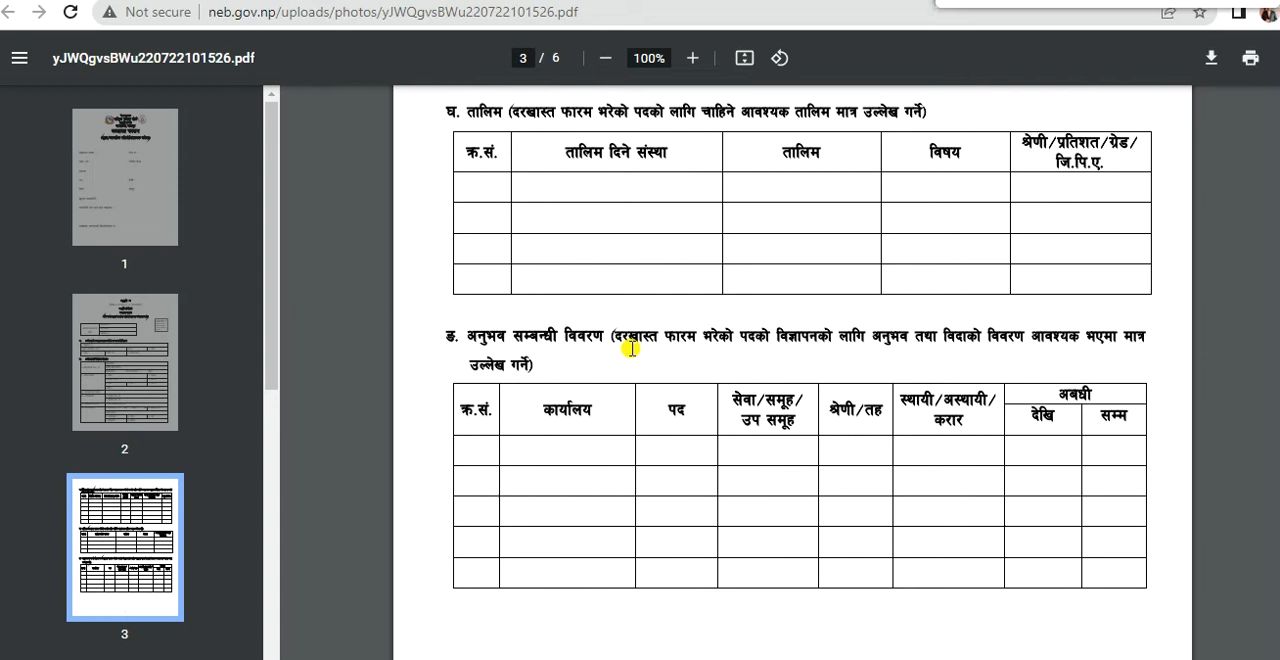 Not secure neb.gov.np/uploads/photos/yJWQgvsBWu220722101526.pdf
yJWQgvsBWu220722101526.pdf 3 / 6 100%
1
2
3
घ. तालिम (दरखास्त फारम भरेको पदको लागि चाहिने आवश्यक तालिम मात्र उल्लेख गर्ने)
क्र.सं. तालिम दिने संस्था तालिम विषय श्रेणी/प्रतिशत/ग्रेड/
जि.पि.ए.
ङ. अनुभव सम्बन्धी विवरण (दरखास्त फारम भरेको पदको विज्ञापनको लागि अनुभव तथा विदाको विवरण आवश्यक भएमा मात्र
उल्लेख गर्ने)
क्र.सं. कार्यालय पद सेवा/समूह/
उप समूह श्रेणी/तह स्थायी/अस्थायी/
करार अबधी
देखि सम्म